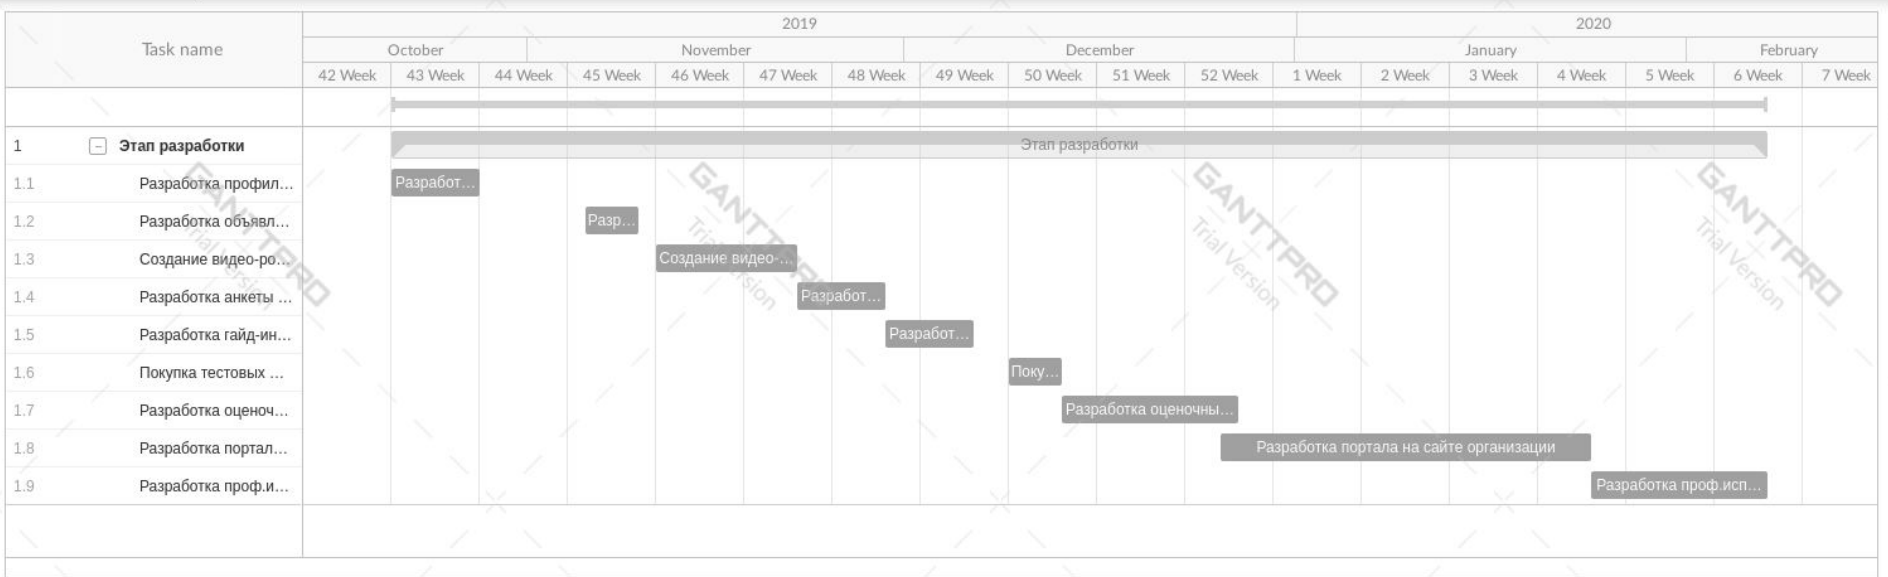 2019 2020
Task name October November December January February
42 Week 43 Week 44 Week 45 Week 46 Week 47 Week 48 Week 49 Week 50 Week 51 Week 52 Week 1 Week 2 Week 3 Week 4 Week 5 Week 6 Week 7 Week
1 Этап разработки Этап разработки
1.1 Разработка профил... Разработ...
1.2 Разработка объявл... Разр...
1.3 Создание видео-ро... Создание видео-...
1.4 Разработка анкеты ... Разработ...
1.5 Разработка гайд-ин... Разработ...
1.6 Покупка тестовых ... Поку...
1.7 Разработка оценоч... Разработка оценочны...
1.8 Разработка портал... Разработка портала на сайте организации
1.9 Разработка проф.и... Разработка проф.исп...
GANTTPRO
Trial Version
GANTTPRO
Trial Version
GANTTPRO
Trial Version
GANTTPRO
Trial Version